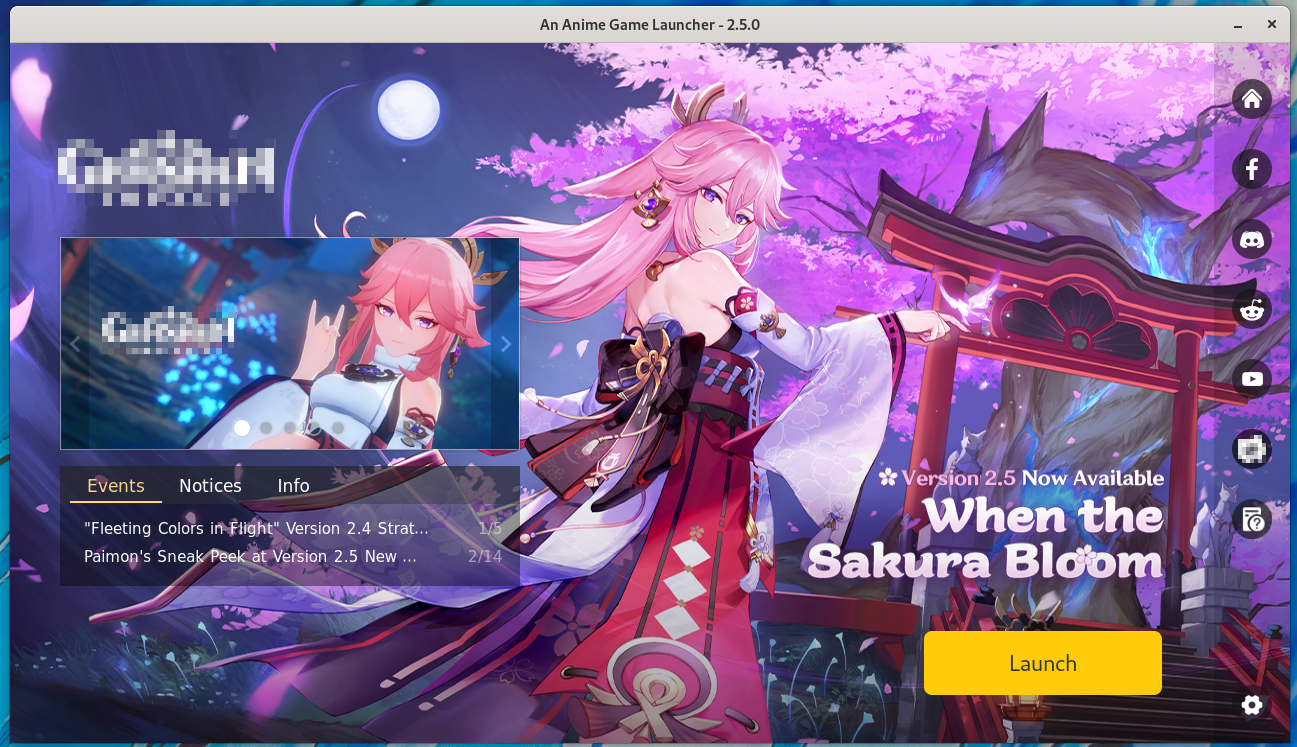 An Anime Game Launcher - 2.5.0
Events Notices Info
"Fleeting Colors in Flight" Version 2.4 Strat... 1/5
Paimon's Sneak Peek at Version 2.5 New ... 2/14
Version 2.5 Now Available
When the
Sakura Bloom
Launch